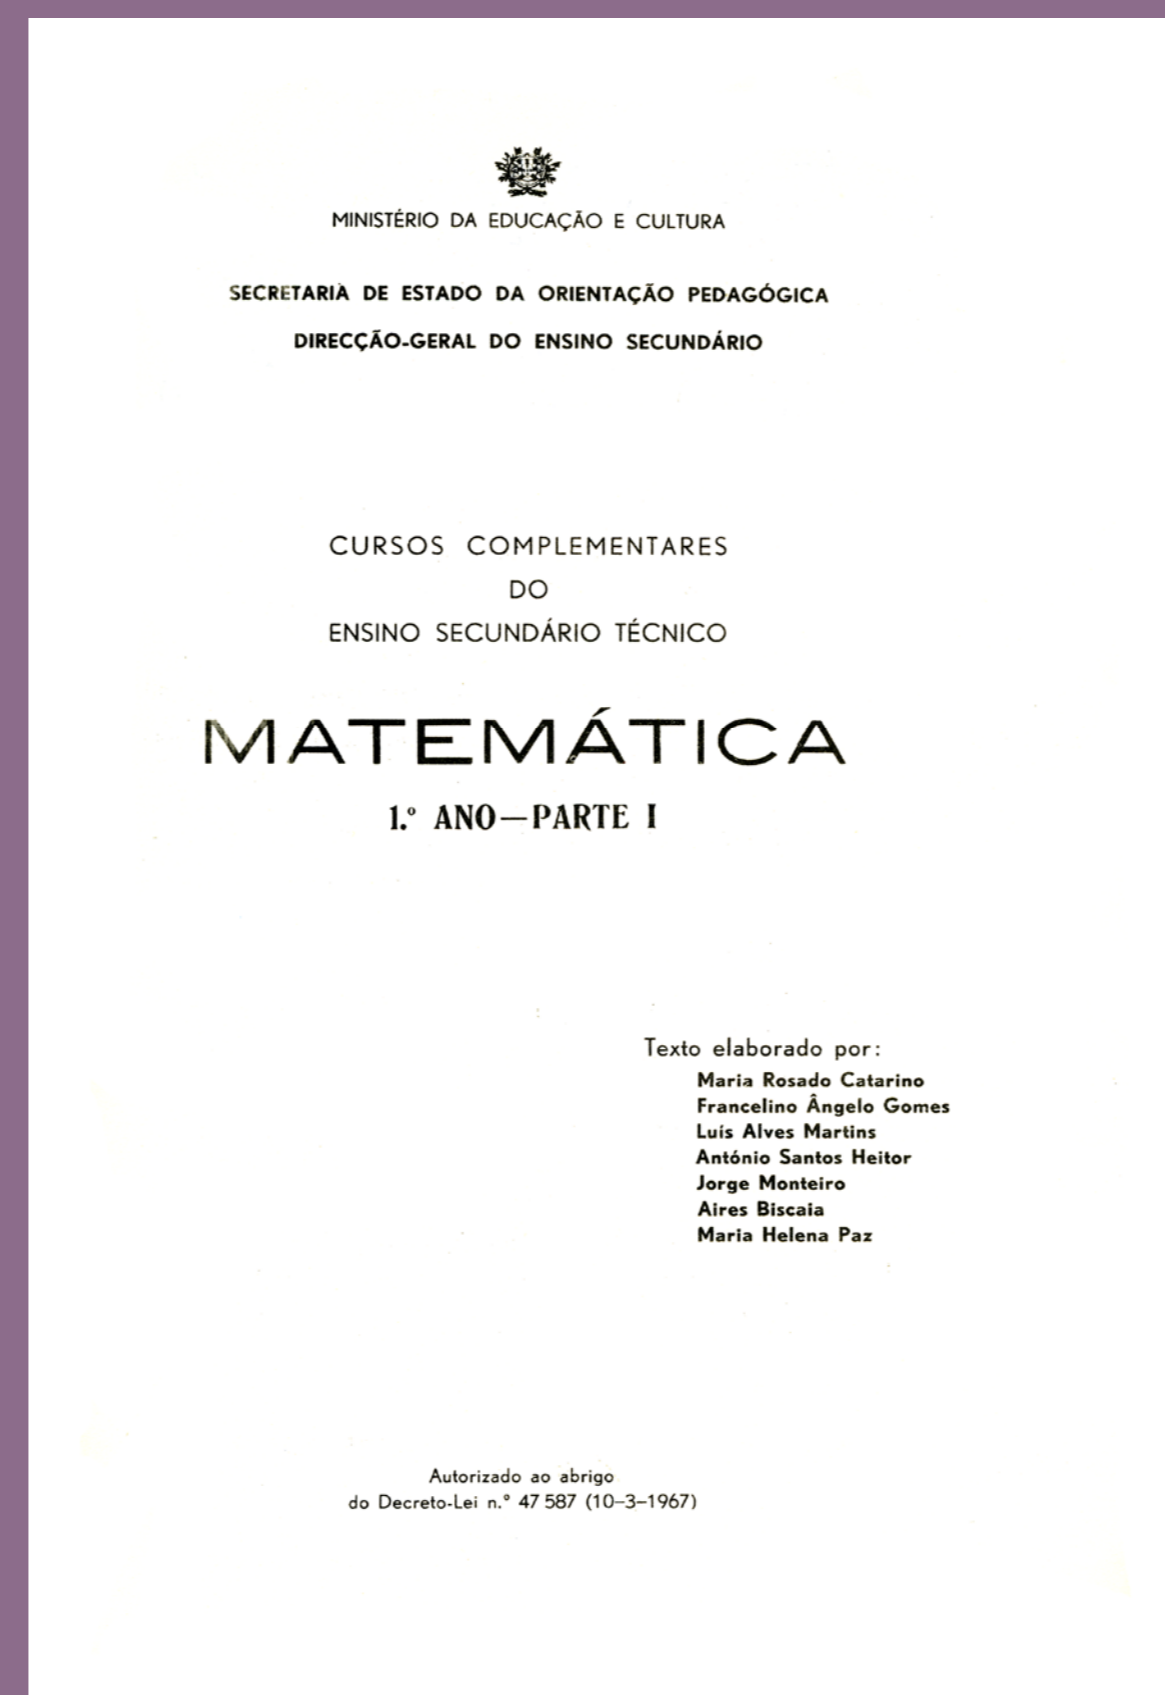 MINISTÉRIO DA EDUCAÇÃO E CULTURA
SECRETARIA DE ESTADO DA ORIENTAÇÃO PEDAGÓGICA
DIRECÇÃO-GERAL DO ENSINO SECUNDÁRIO
CURSOS COMPLEMENTARES
DO
ENSINO SECUNDÁRIO TÉCNICO
MATEMÁTICA
1.º ANO—PARTE I
Texto elaborado por:
Maria Rosado Catarino
Francelino Ângelo Gomes
Luís Alves Martins
António Santos Heitor
Jorge Monteiro
Aires Biscaia
Maria Helena Paz
Autorizado ao abrigo
do Decreto-Lei n.º 47 587 (10-3-1967)